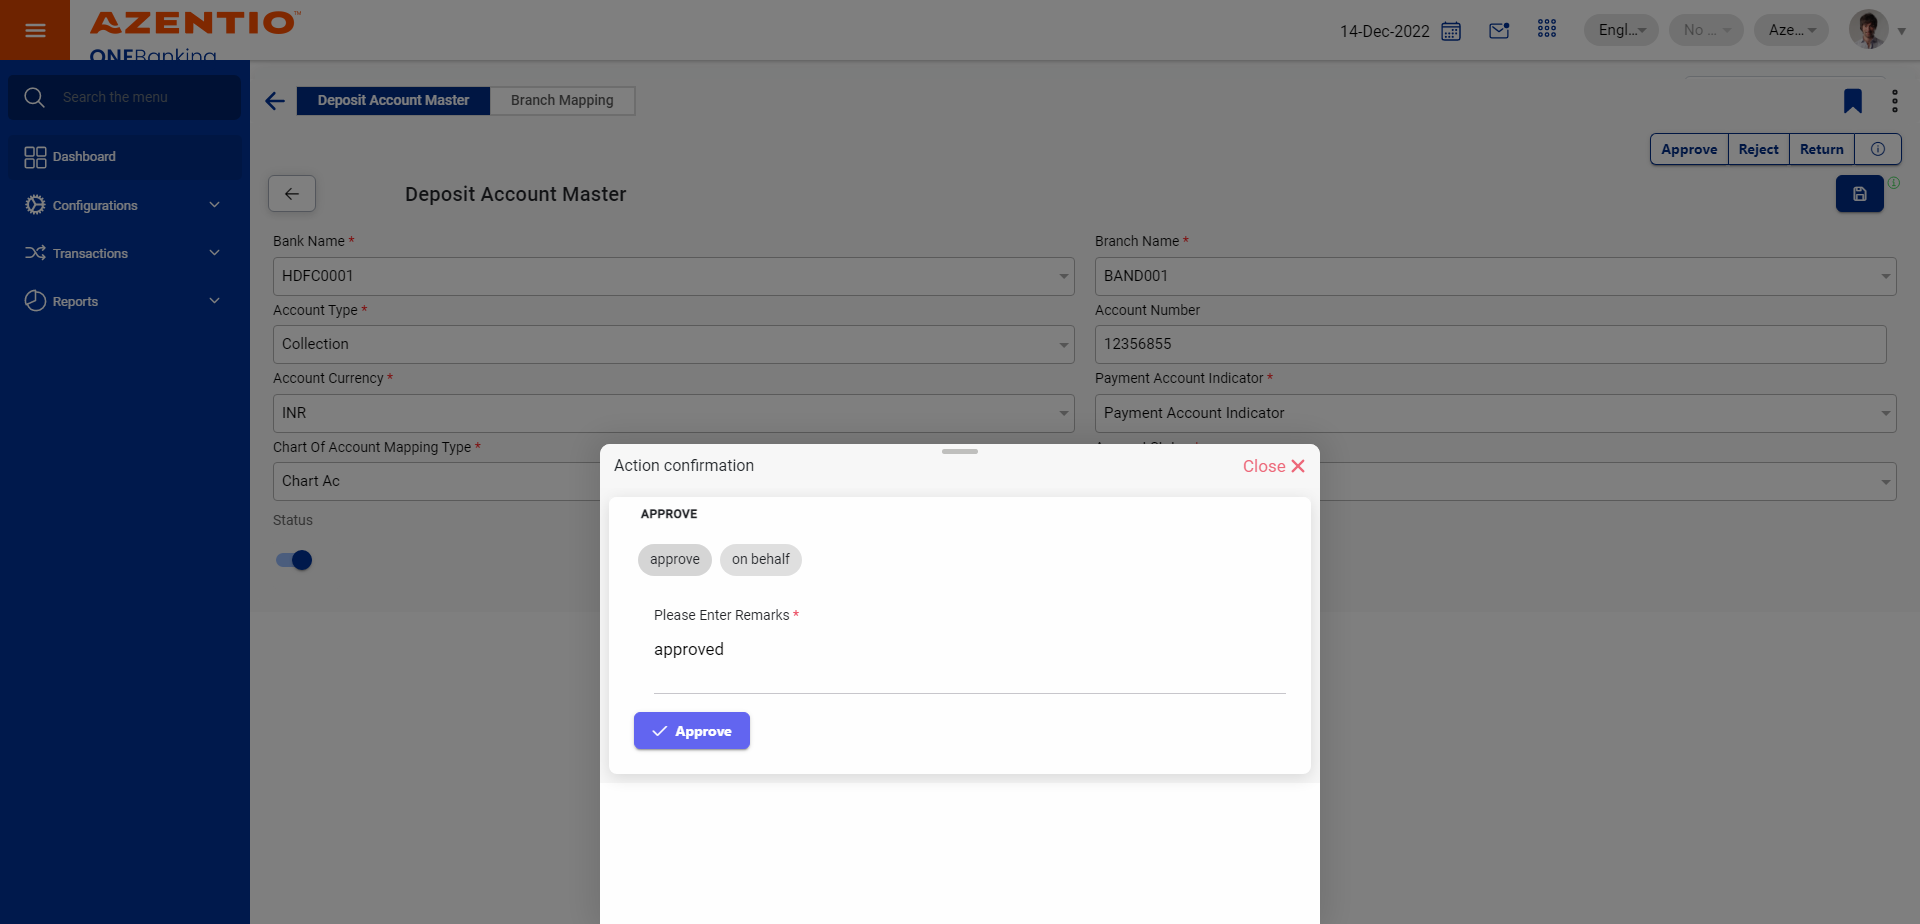 AZENTIO™
ONEBanking
14-Dec-2022
Engl...
No ...
Aze...
Search the menu
Dashboard
Configurations
Transactions
Reports
Deposit Account Master
Branch Mapping
Approve
Reject
Return
Deposit Account Master
Bank Name *
HDFC0001
Branch Name *
BAND001
Account Type *
Collection
Account Number
12356855
Account Currency *
INR
Payment Account Indicator *
Payment Account Indicator
Chart Of Account Mapping Type *
Chart Ac
Status
Action confirmation
Close
APPROVE
approve
on behalf
Please Enter Remarks *
approved
Approve